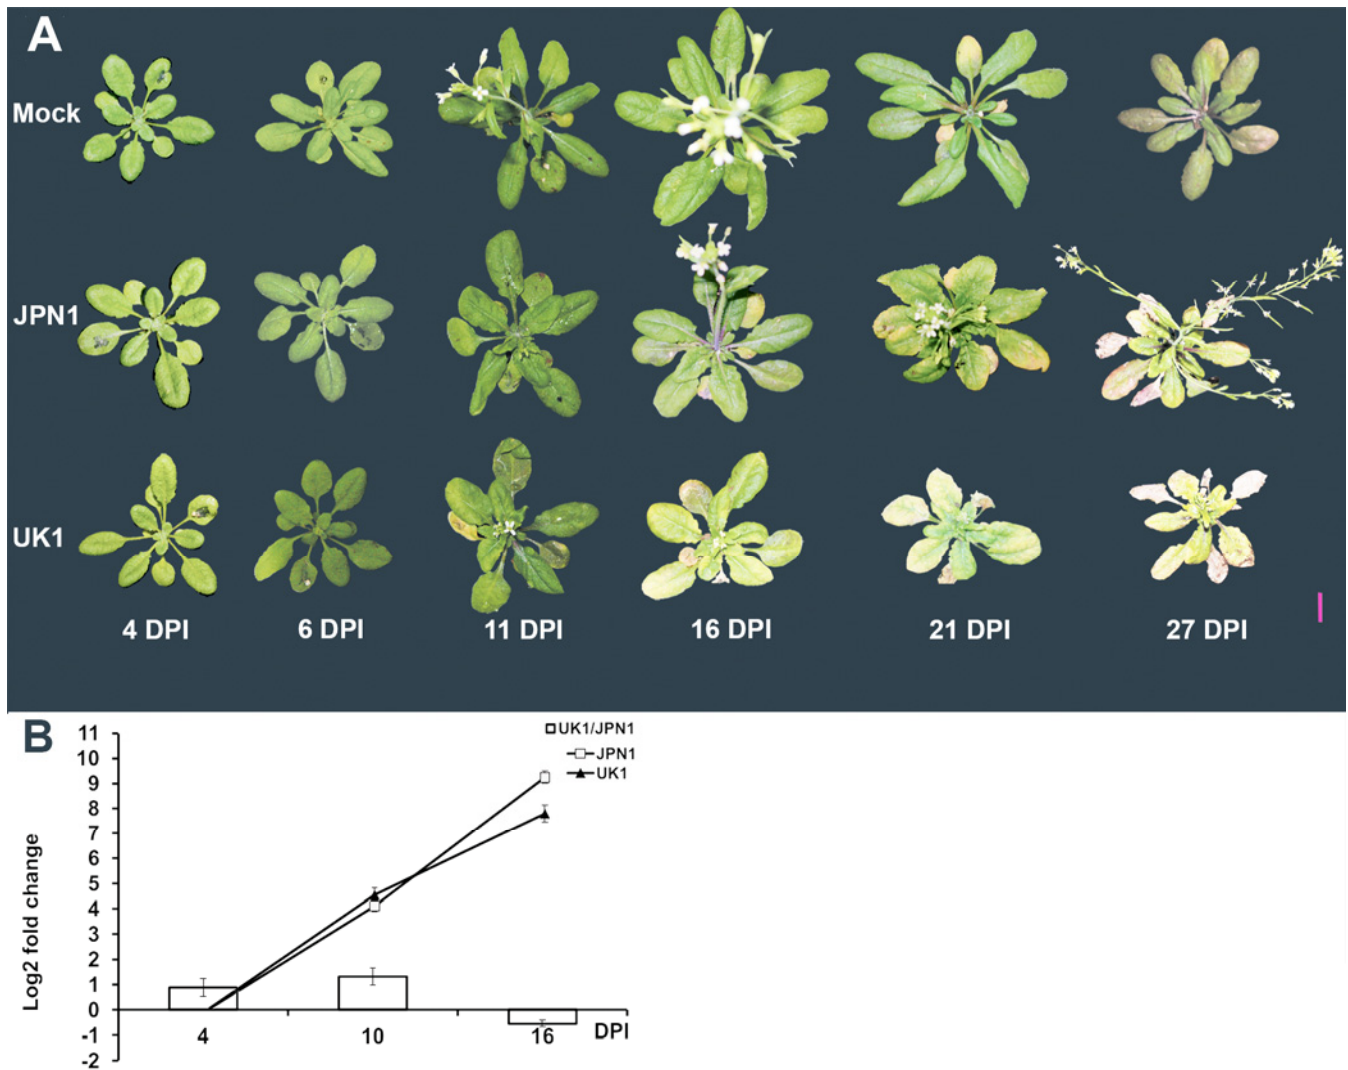 A
Mock
JPN1
UK1
4 DPI 6 DPI 11 DPI 16 DPI 21 DPI 27 DPI
B
UK1/JPN1
JPN1
UK1
Log2 fold change
11
10
9
8
7
6
5
4
3
2
1
0
-1
-2
4 10 16 DPI